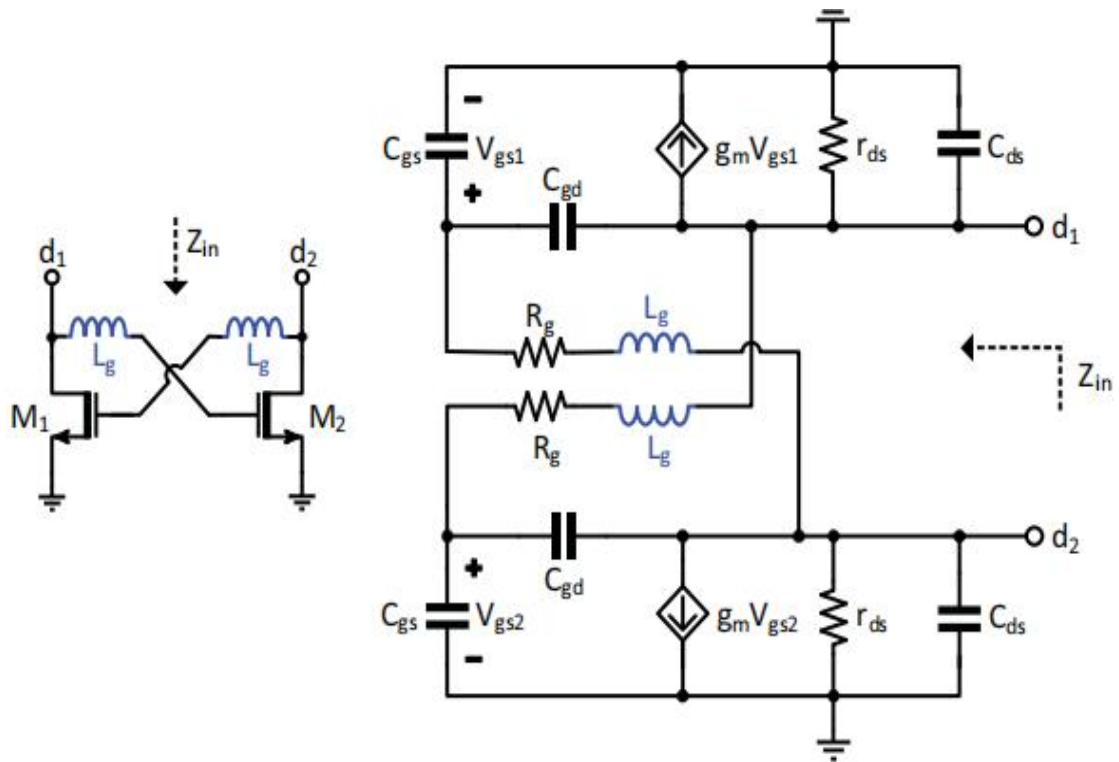 d1 Zin d2
Lg Lg
M1 M2
− Cgs Vgs1 + gmVgs1 rds Cds
Cgd
d1
Rg Lg
Zin
Rg Lg
Cgd
d2
+ Cgs Vgs2 − gmVgs2 rds Cds